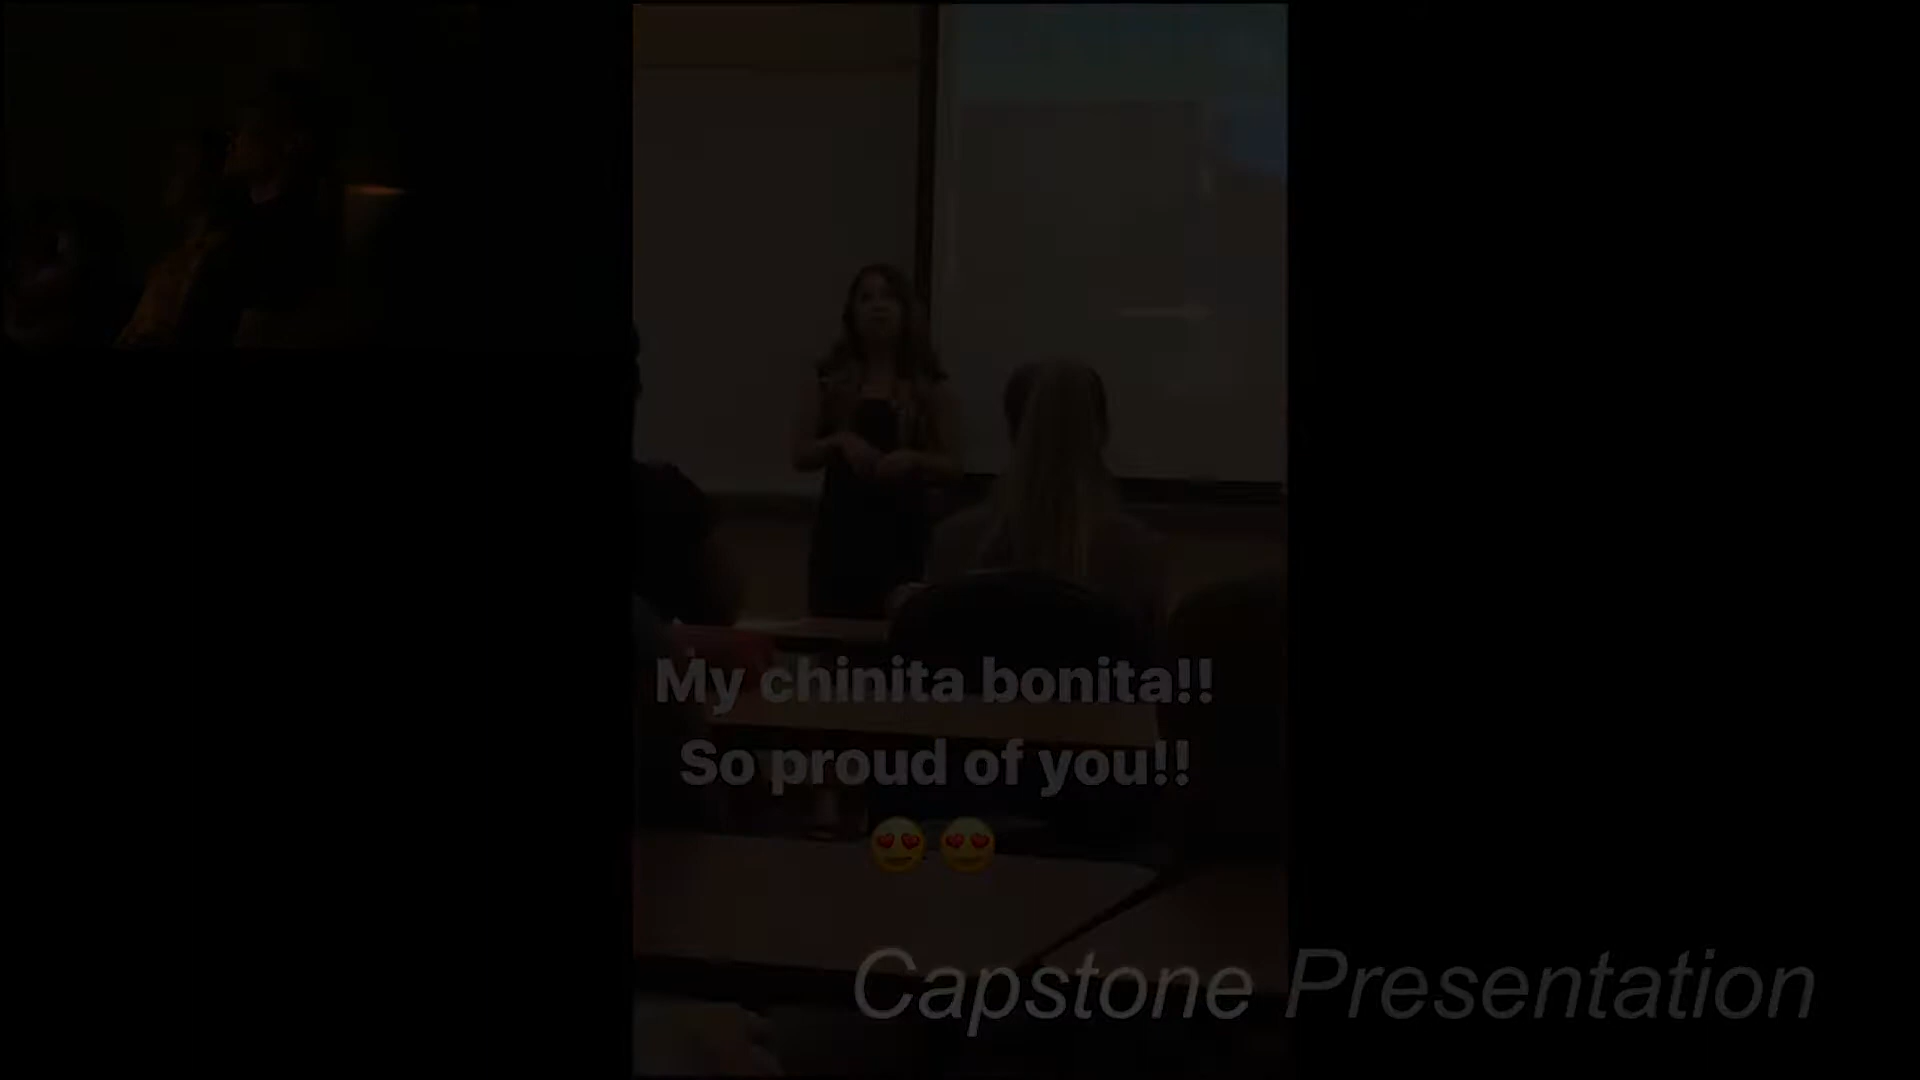 My chinita bonita!!
So proud of you!!
😍 😍
Capstone Presentation